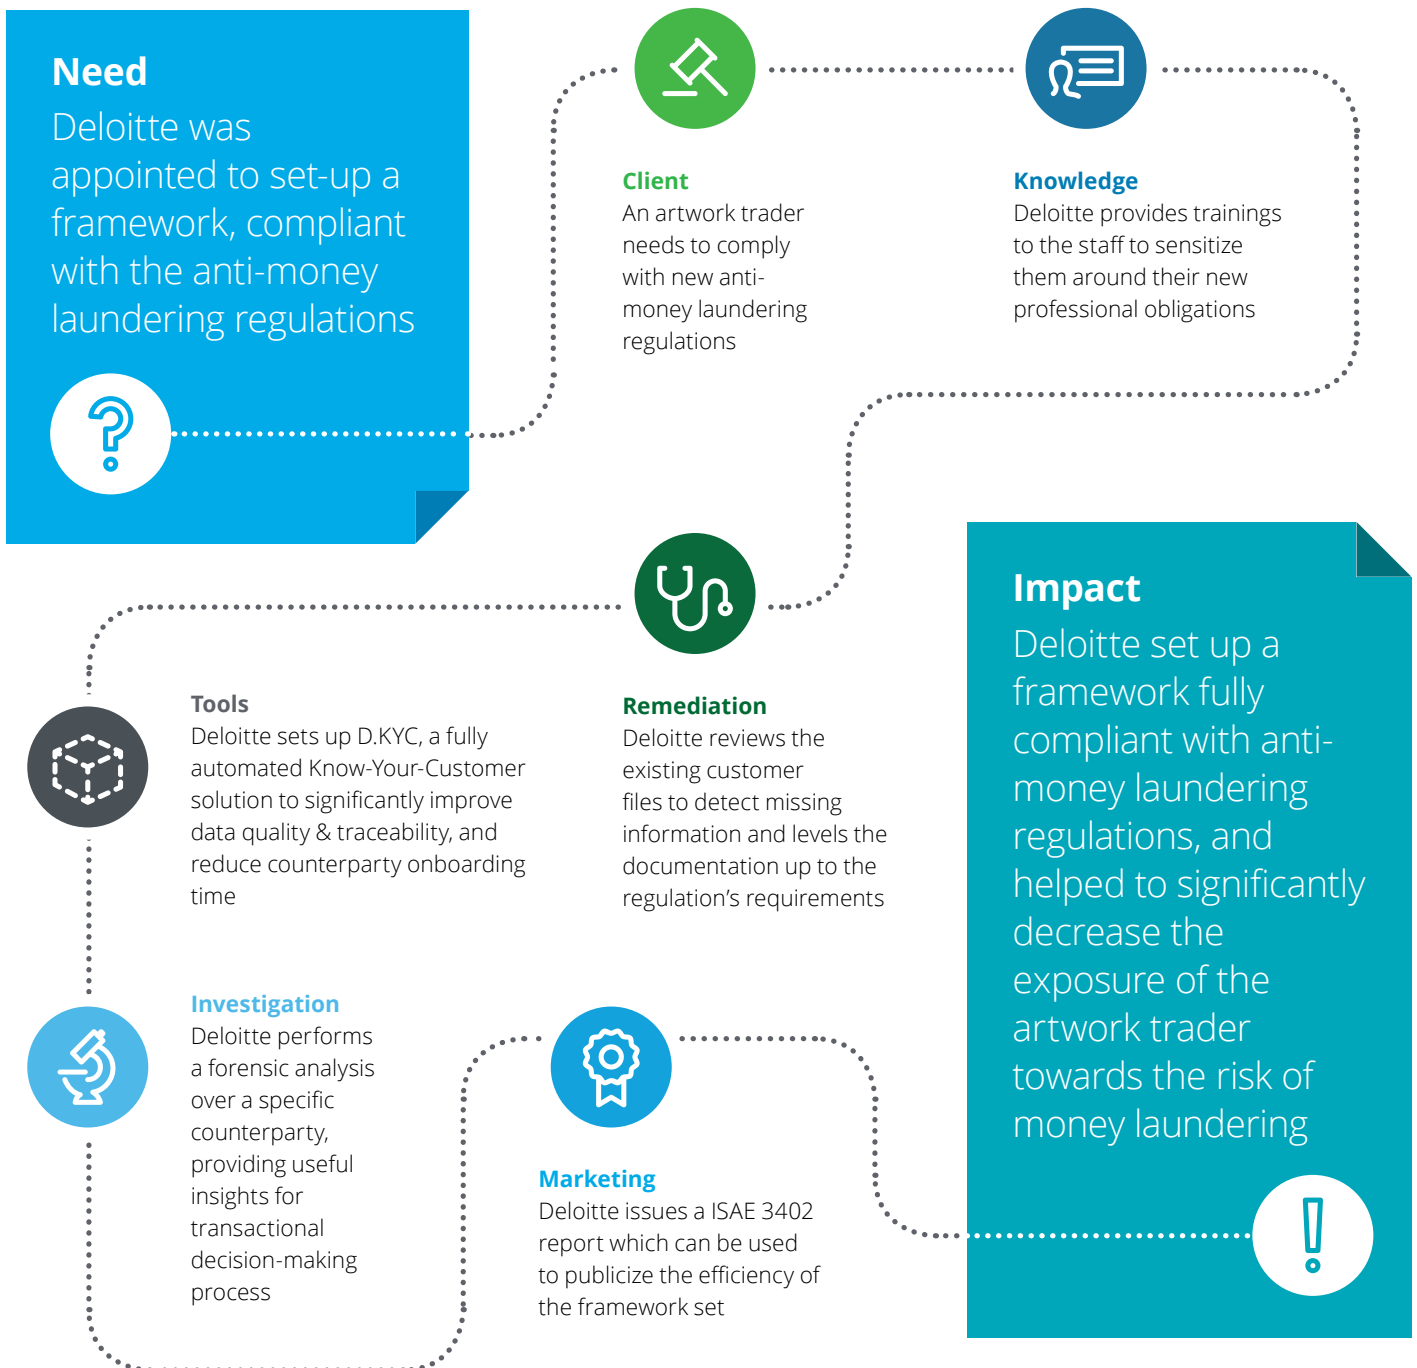 Need
Deloitte was
appointed to set-up a
framework, compliant
with the anti-money
laundering regulations
Client
An artwork trader
needs to comply
with new anti-
money laundering
regulations
Knowledge
Deloitte provides trainings
to the staff to sensitize
them around their new
professional obligations
Remediation
Deloitte reviews the
existing customer
files to detect missing
information and levels the
documentation up to the
regulation’s requirements
Tools
Deloitte sets up D.KYC, a fully
automated Know-Your-Customer
solution to significantly improve
data quality & traceability, and
reduce counterparty onboarding
time
Investigation
Deloitte performs
a forensic analysis
over a specific
counterparty,
providing useful
insights for
transactional
decision-making
process
Marketing
Deloitte issues a ISAE 3402
report which can be used
to publicize the efficiency of
the framework set
Impact
Deloitte set up a
framework fully
compliant with anti-
money laundering
regulations, and
helped to significantly
decrease the
exposure of the
artwork trader
towards the risk of
money laundering